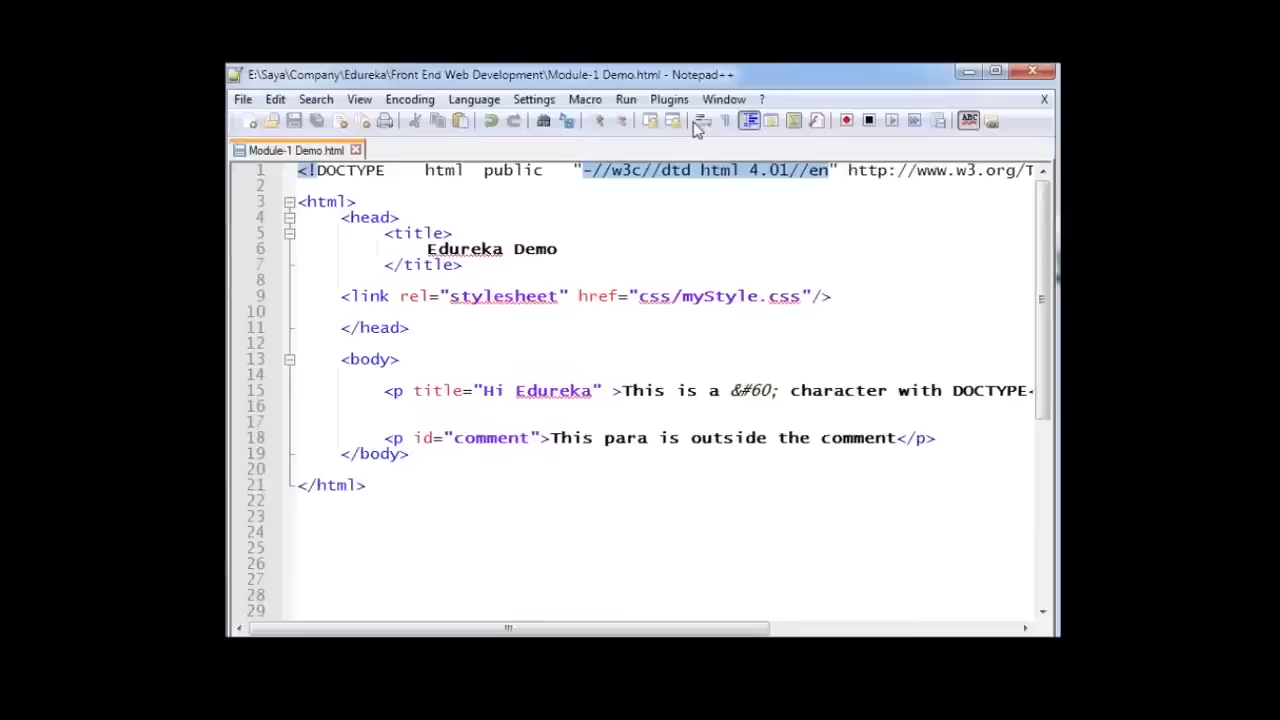 E:\Saya\Company\Edureka\Front End Web Development\Module-1 Demo.html - Notepad++
File Edit Search View Encoding Language Settings Macro Run Plugins Window ? X
ABC
Module-1 Demo.html
1 <!DOCTYPE html public "-//w3c//dtd html 4.01//en" http://www.w3.org/T
2
3 <html>
4 <head>
5 <title>
6 Edureka Demo
7 </title>
8
9 <link rel="stylesheet" href="css/myStyle.css"/>
10
11 </head>
12
13 <body>
14
15 <p title="Hi Edureka" >This is a &#60; character with DOCTYPE<
16
17
18 <p id="comment">This para is outside the comment</p>
19 </body>
20
21 </html>
22
23
24
25
26
27
28
29